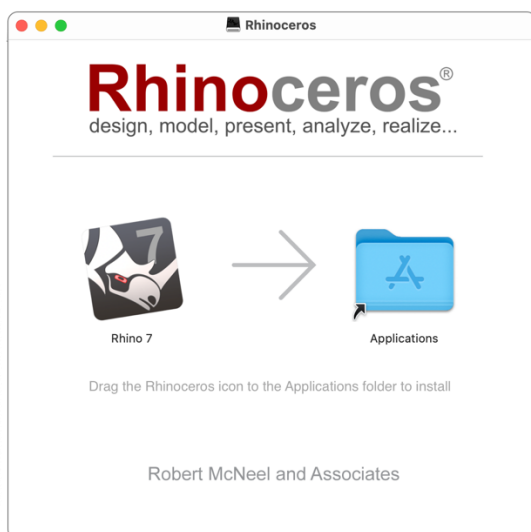 Rhinoceros
Rhinoceros®
design, model, present, analyze, realize...
7
Rhino 7
Applications
Drag the Rhinoceros icon to the Applications folder to install
Robert McNeel and Associates